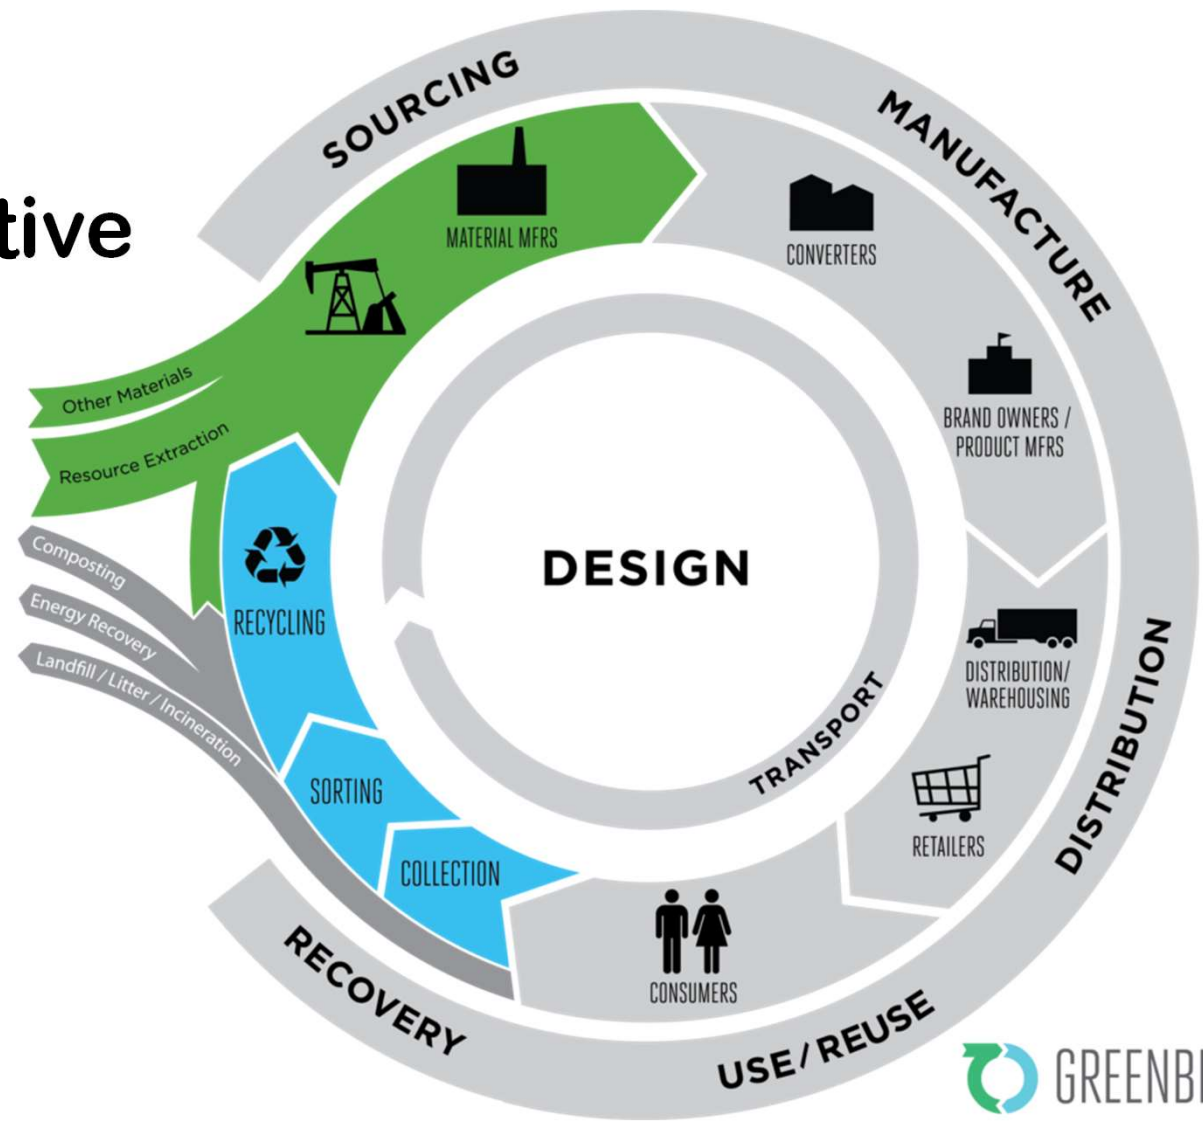 tive
SOURCING
MANUFACTURE
MATERIAL MFRS
CONVERTERS
BRAND OWNERS /
PRODUCT MFRS
Other Materials
Resource Extraction
Composting
Energy Recovery
Landfill / Litter / Incineration
RECYCLING
DESIGN
DISTRIBUTION/
WAREHOUSING
DISTRIBUTION
TRANSPORT
SORTING
RETAILERS
COLLECTION
CONSUMERS
RECOVERY
USE/REUSE
GREENBL